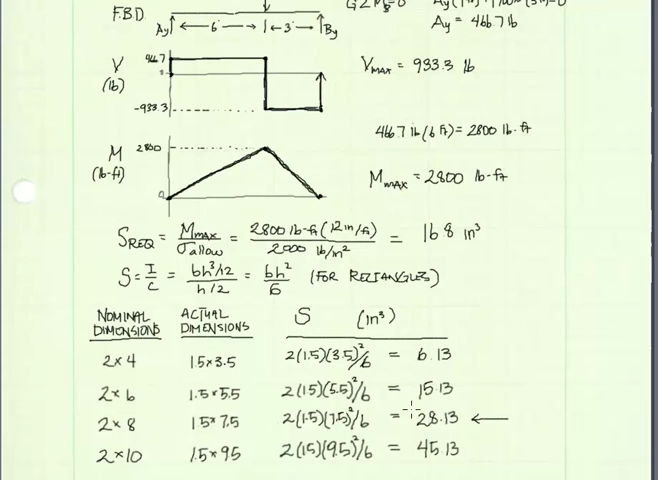 F.B.D
Ay 6' 3' By
Ay = 466.7 lb
V (lb)
466.7
-933.3
VMAX = 933.3 lb
466.7 lb (6 ft) = 2800 lb·ft
M (lb-ft)
2800
0
MMAX = 2800 lb-ft
SREQ = MMAX / σallow = 2800 lb-ft (12 in/ft) / 2000 lb/in² = 16.8 in³
S = I/C = bh³/12 / h/2 = bh²/6 (FOR RECTANGLES)
NOMINAL DIMENSIONS ACTUAL DIMENSIONS S (in³)
2×4 1.5×3.5 2(1.5)(3.5)²/6 = 6.13
2×6 1.5×5.5 2(1.5)(5.5)²/6 = 15.13
2×8 1.5×7.5 2(1.5)(7.5)²/6 = 28.13 ←
2×10 1.5×9.5 2(1.5)(9.5)²/6 = 45.13